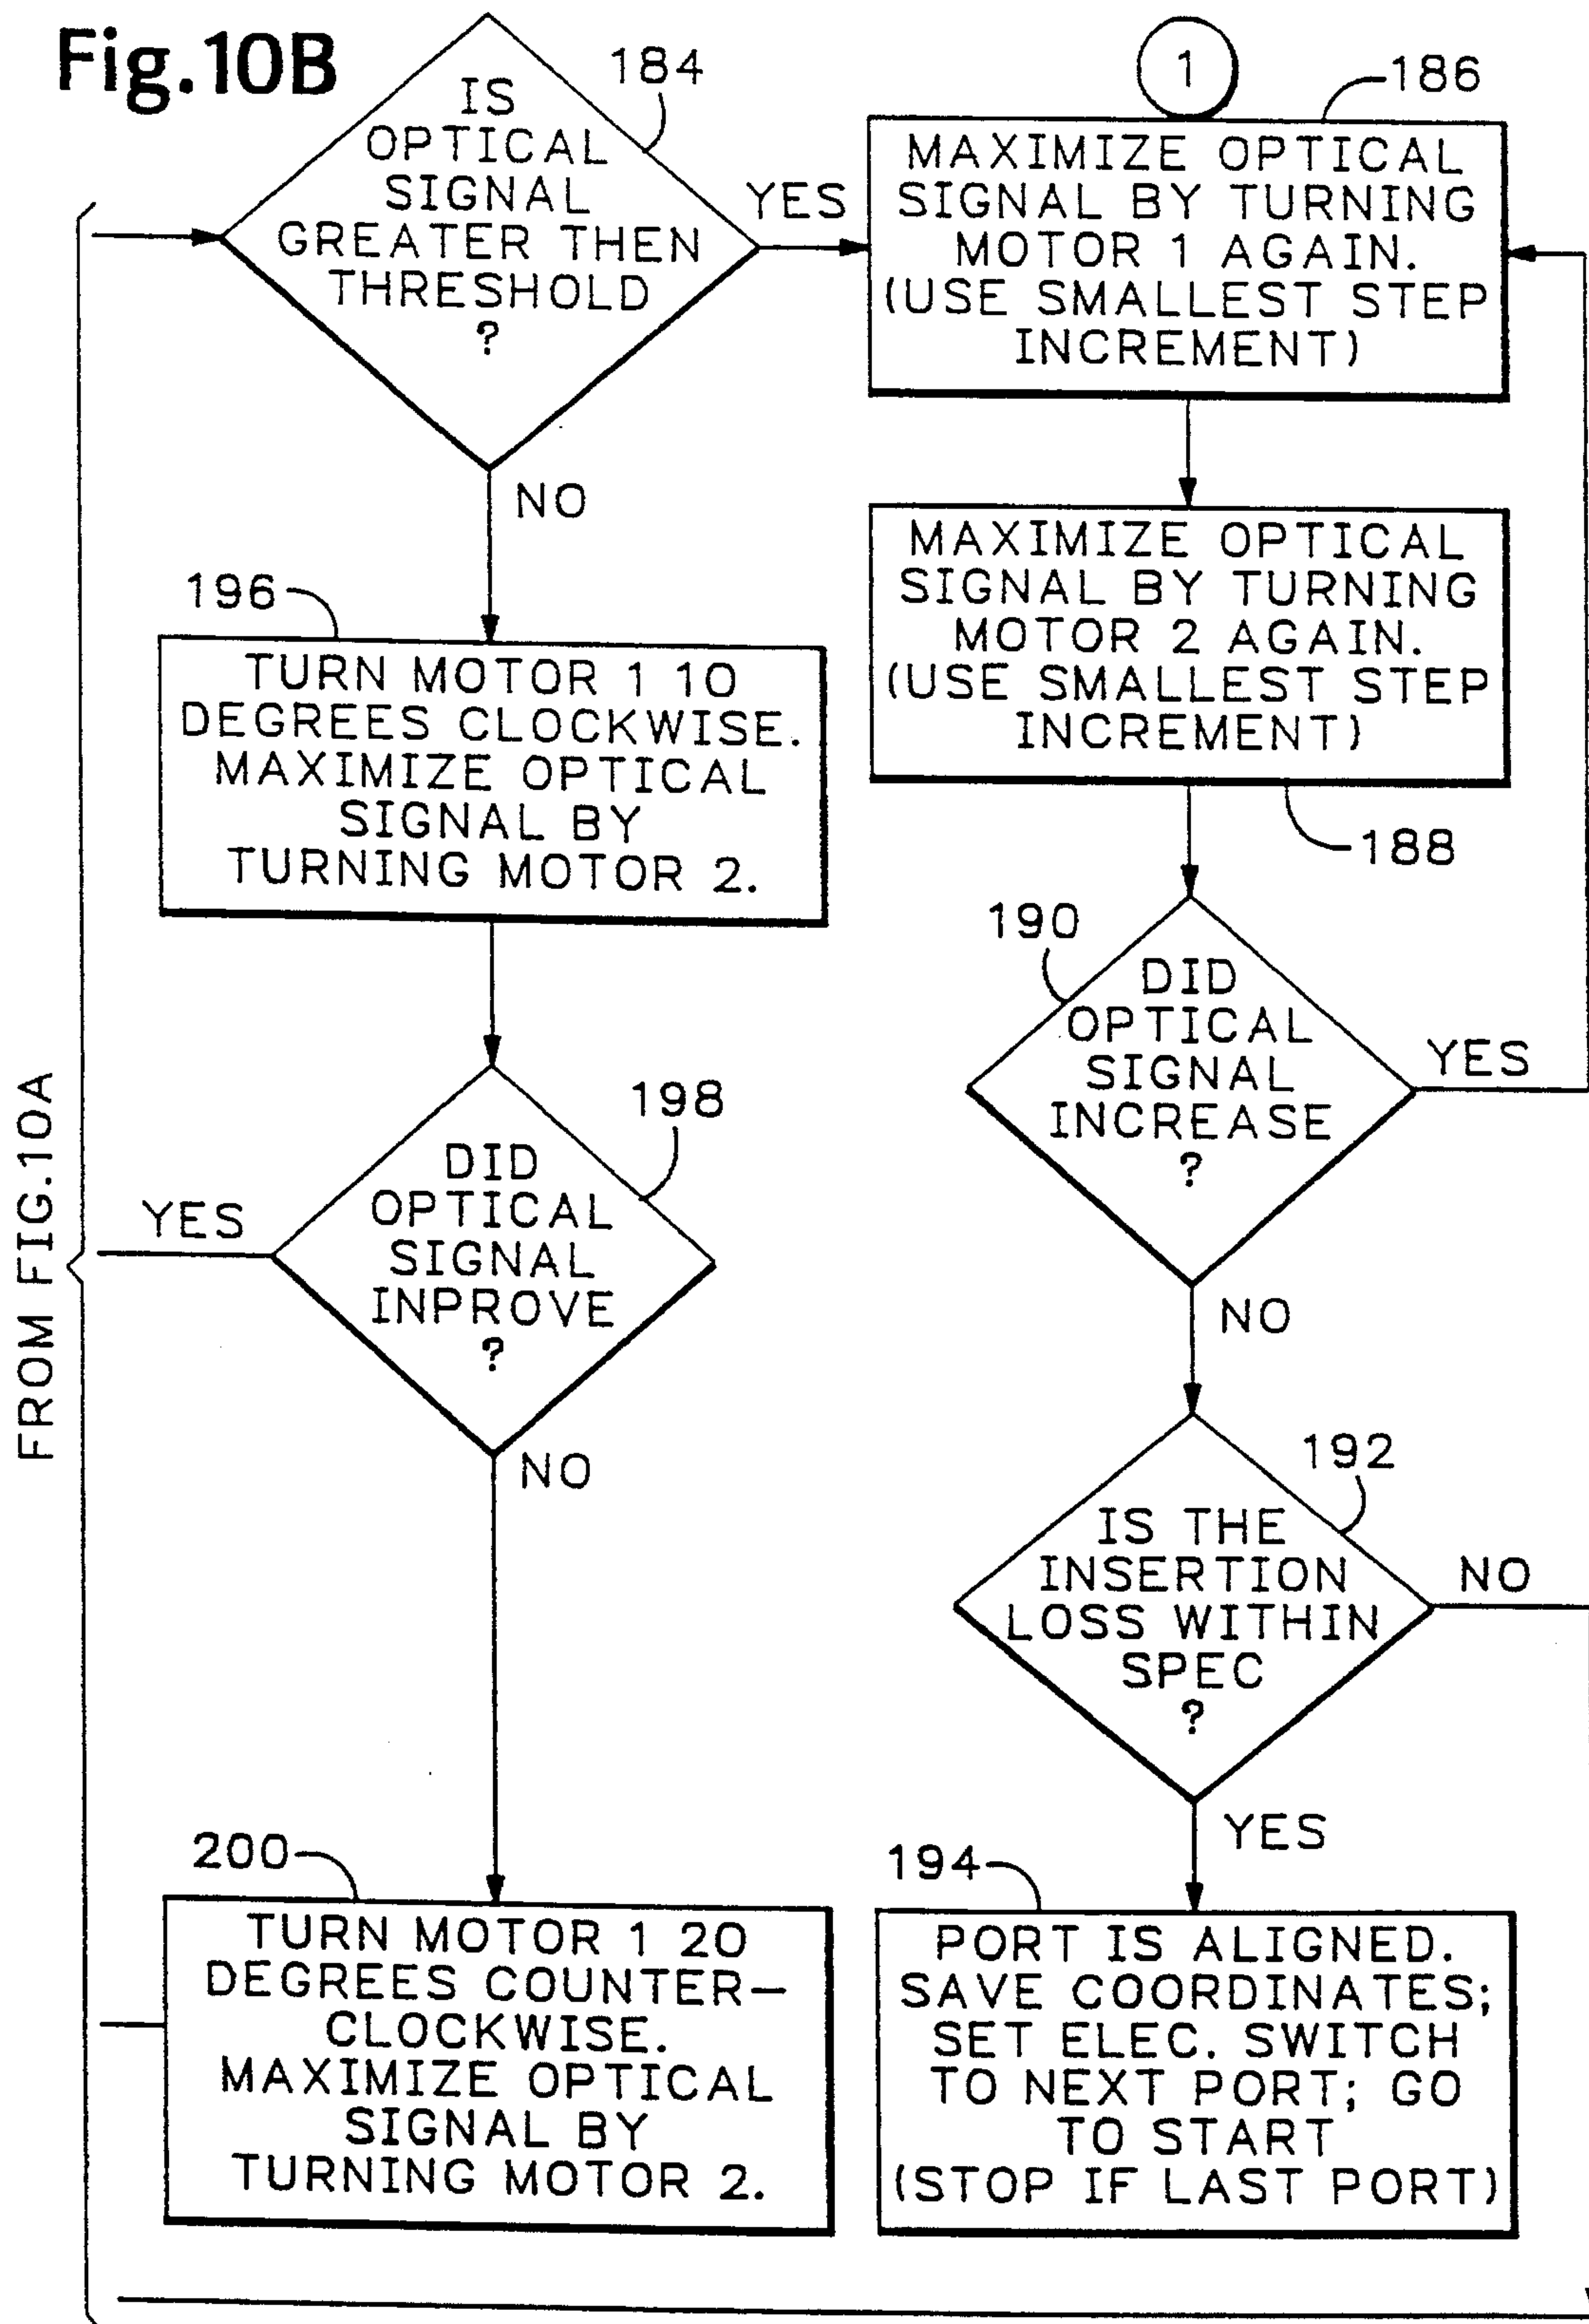 Fig.10B
184
IS
OPTICAL
SIGNAL
GREATER THEN
THRESHOLD
?
YES
NO
1
186
MAXIMIZE OPTICAL
SIGNAL BY TURNING
MOTOR 1 AGAIN.
(USE SMALLEST STEP
INCREMENT)
MAXIMIZE OPTICAL
SIGNAL BY TURNING
MOTOR 2 AGAIN.
(USE SMALLEST STEP
INCREMENT)
188
196
TURN MOTOR 1 10
DEGREES CLOCKWISE.
MAXIMIZE OPTICAL
SIGNAL BY
TURNING MOTOR 2.
190
DID
OPTICAL
SIGNAL
INCREASE
?
YES
NO
FROM FIG.10A
198
DID
OPTICAL
SIGNAL
INPROVE
?
YES
NO
192
IS THE
INSERTION
LOSS WITHIN
SPEC
?
NO
YES
200
TURN MOTOR 1 20
DEGREES COUNTER–
CLOCKWISE.
MAXIMIZE OPTICAL
SIGNAL BY
TURNING MOTOR 2.
194
PORT IS ALIGNED.
SAVE COORDINATES;
SET ELEC. SWITCH
TO NEXT PORT; GO
TO START
(STOP IF LAST PORT)